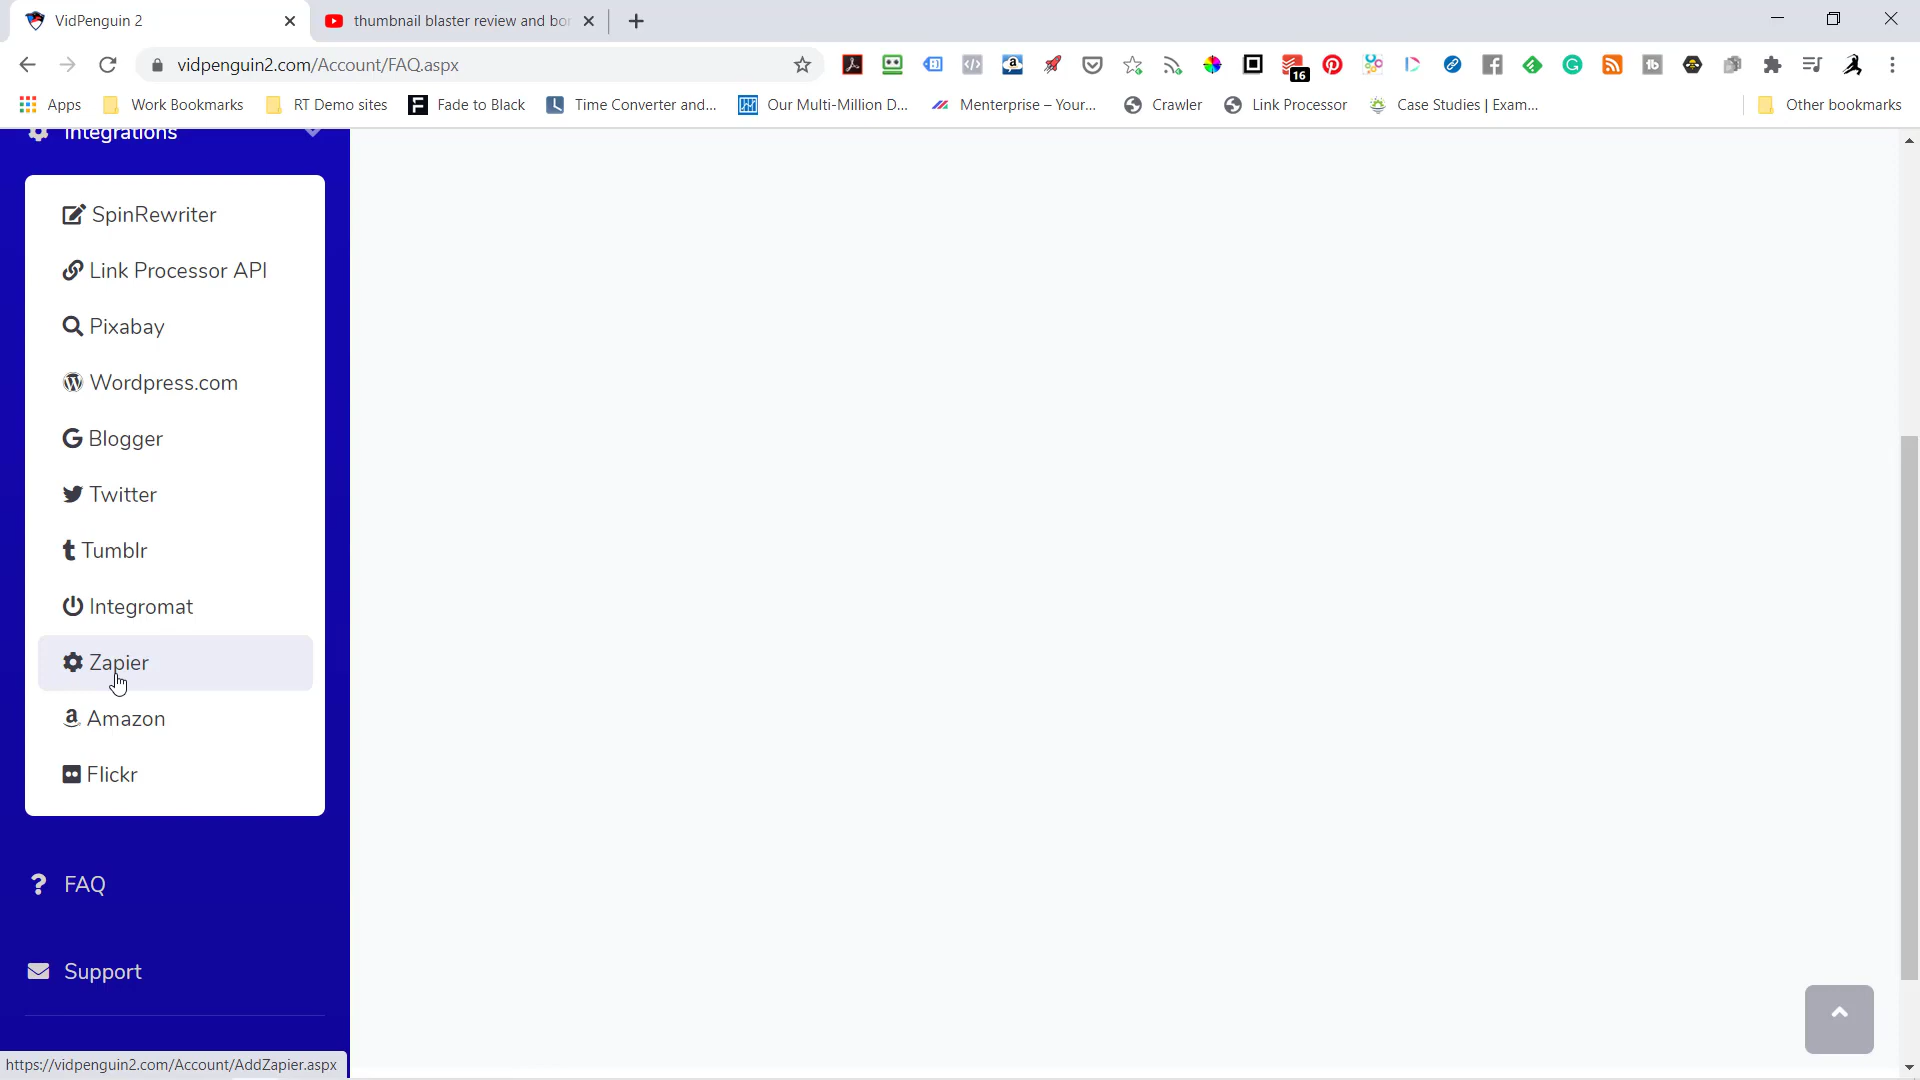 VidPenguin 2
thumbnail blaster review and bor
vidpenguin2.com/Account/FAQ.aspx
16
Apps
Work Bookmarks
RT Demo sites
Fade to Black
Time Converter and...
Our Multi-Million D...
Menterprise – Your...
Crawler
Link Processor
Case Studies | Exam...
Other bookmarks
Integrations
SpinRewriter
Link Processor API
Pixabay
Wordpress.com
Blogger
Twitter
Tumblr
Integromat
Zapier
Amazon
Flickr
FAQ
Support
https://vidpenguin2.com/Account/AddZapier.aspx